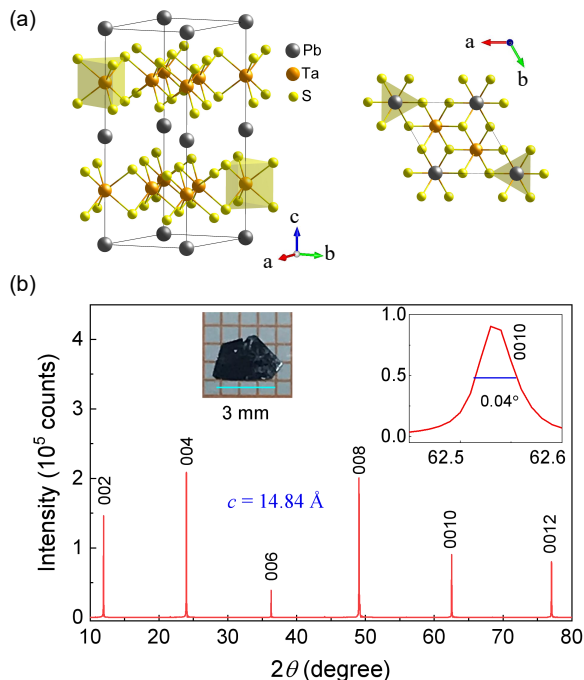 (a)
Pb
Ta
S
a
b
c
a
b
(b)
Intensity (10⁵ counts)
4
3
2
1
0
002
004
006
008
0010
0012
3 mm
c = 14.84 Å
1.0
0.5
0.0
0010
0.04°
62.5
62.6
10
20
30
40
50
60
70
80
2θ (degree)